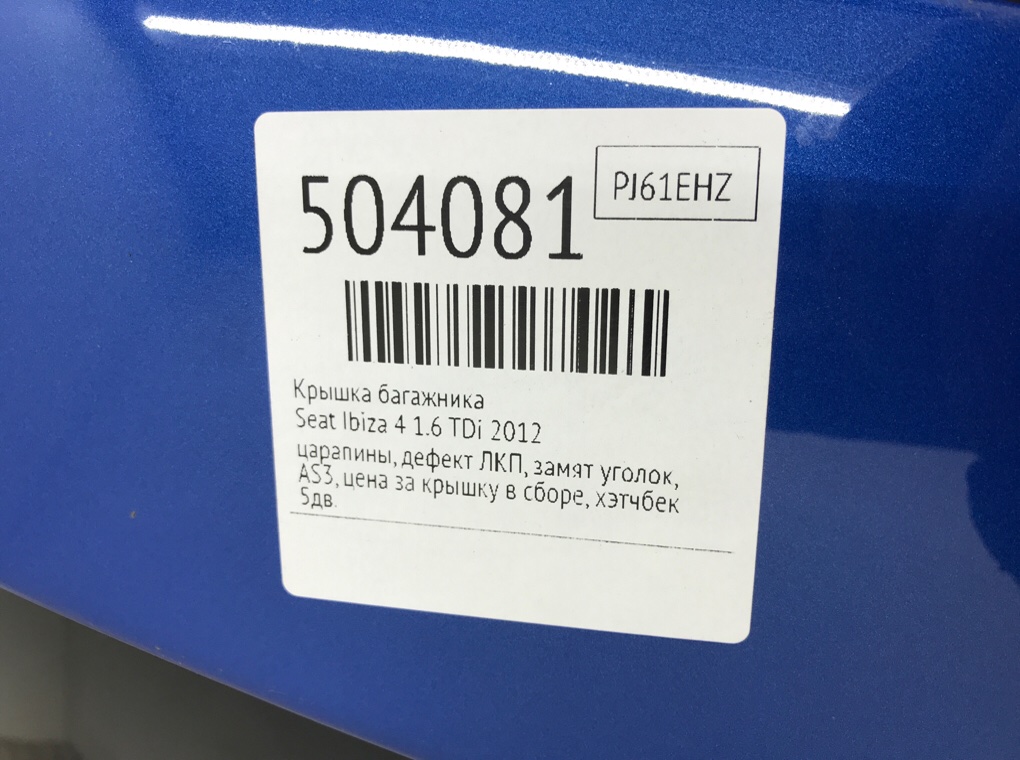 504081
PJ61EHZ
Крышка багажника
Seat Ibiza 4 1.6 TDi 2012
царапины, дефект ЛКП, замят уголок,
AS3, цена за крышку в сборе, хэтчбек
5дв.